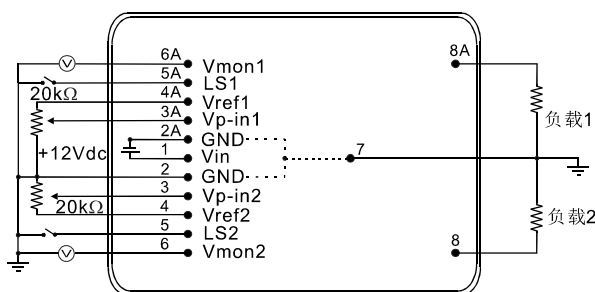 V 6A Vmon1 8A
5A LS1
20kΩ 4A Vref1
3A Vp-in1 负载1
2A GND
+12Vdc 1 Vin 7
2 GND
3 Vp-in2
20kΩ 4 Vref2 负载2
5 LS2
V 6 Vmon2 8